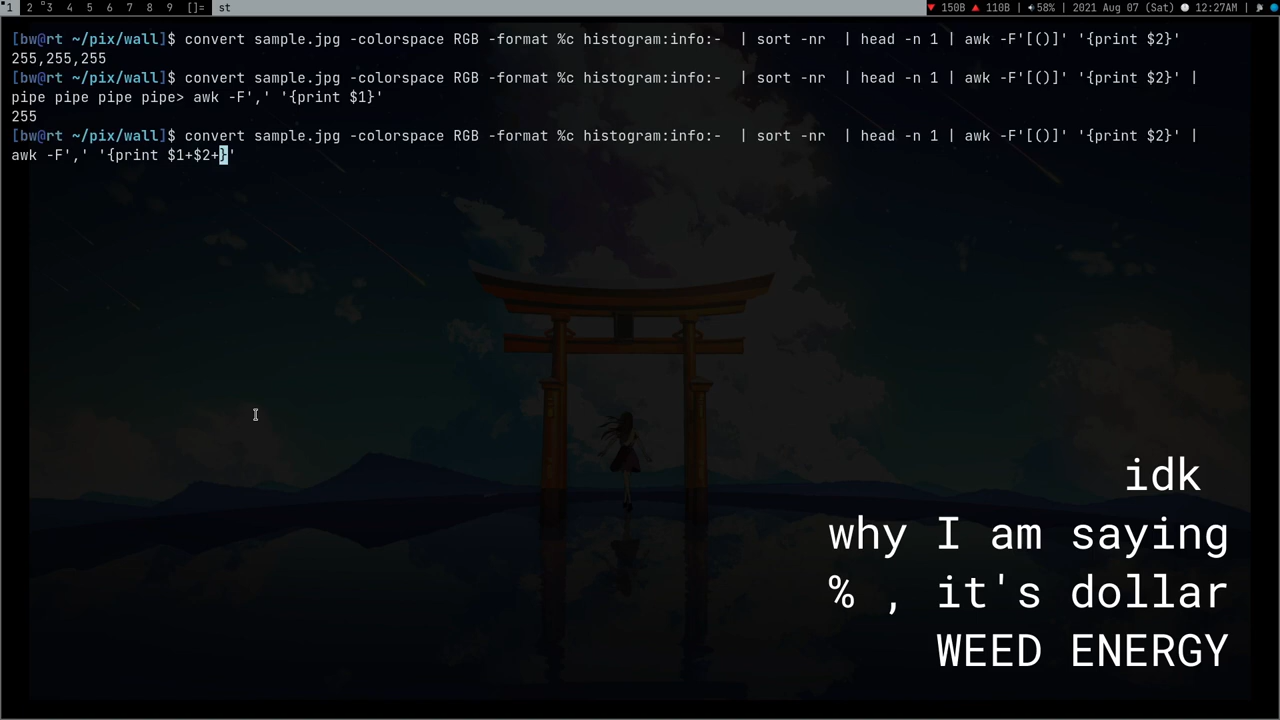 1 2 3 4 5 6 7 8 9 []= st 150B 110B | 58% | 2021 Aug 07 (Sat) 12:27AM |
[bw@rt ~/pix/wall]$ convert sample.jpg -colorspace RGB -format %c histogram:info:-  | sort -nr  | head -n 1 | awk -F'[()]' '{print $2}'
255,255,255
[bw@rt ~/pix/wall]$ convert sample.jpg -colorspace RGB -format %c histogram:info:-  | sort -nr  | head -n 1 | awk -F'[()]' '{print $2}' |
pipe pipe pipe pipe> awk -F',' '{print $1}'
255
[bw@rt ~/pix/wall]$ convert sample.jpg -colorspace RGB -format %c histogram:info:-  | sort -nr  | head -n 1 | awk -F'[()]' '{print $2}' |
awk -F',' '{print $1+$2+}'
idk
why I am saying
% , it's dollar
WEED ENERGY